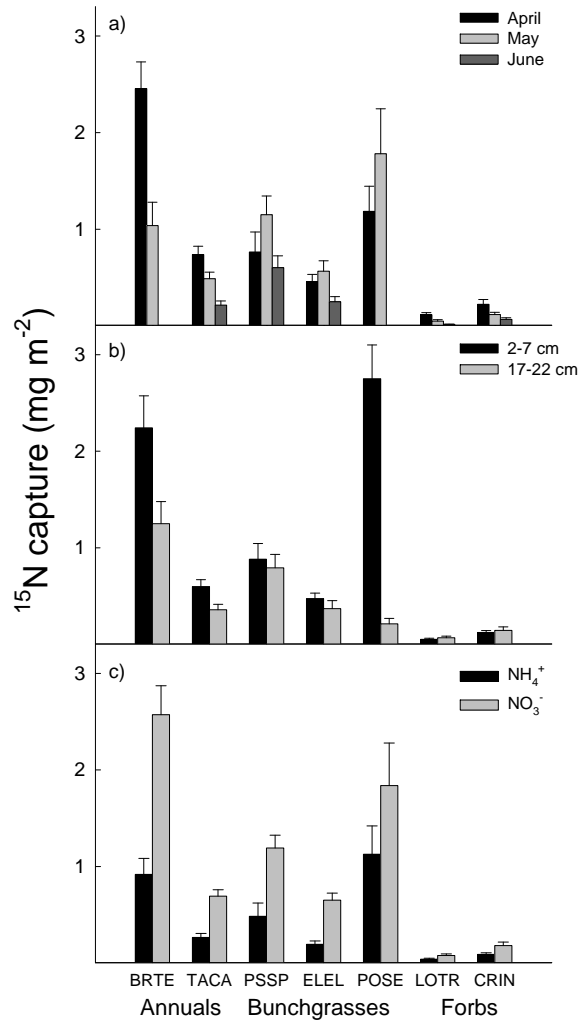 a)
April
May
June
3
2
1
b)
2-7 cm
17-22 cm
3
2
1
¹⁵N capture (mg m⁻²)
c)
NH₄⁺
NO₃⁻
3
2
1
BRTE TACA PSSP ELEL POSE LOTR CRIN
Annuals Bunchgrasses Forbs